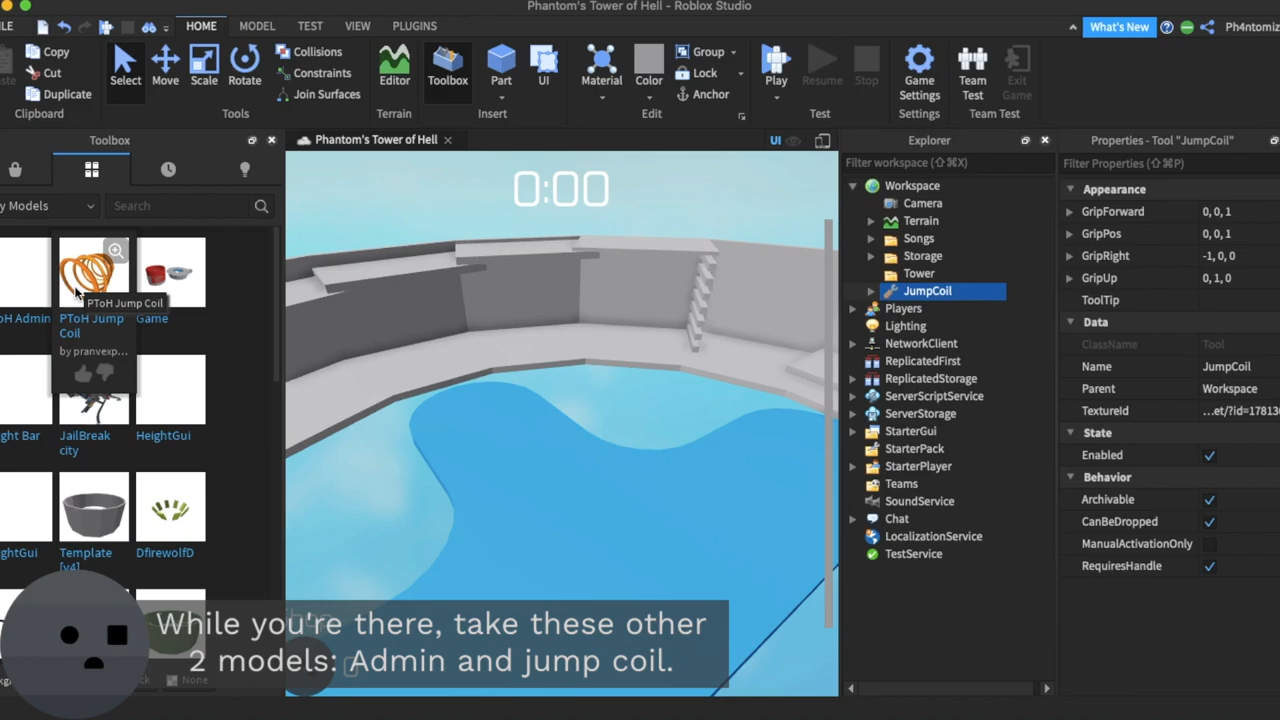 Phantom's Tower of Hell - Roblox Studio
HOME MODEL TEST VIEW PLUGINS
What's New
Copy
Cut
Duplicate
Clipboard
Select Move Scale Rotate
Collisions
Constraints
Join Surfaces
Tools
Editor
Terrain
Toolbox Part UI
Insert
Material Color
Group
Lock
Anchor
Edit
Play Resume Stop
Test
Game Settings
Settings
Team Test
Exit Game
Team Test
Toolbox
Models
Search
PToH Jump Coil
PToH Jump
Coil
by pranvexp...
Game
JailBreak
city
HeightGui
Template
[v4]
DfirewolfD
None
Phantom's Tower of Hell
UI
0:00
While you're there, take these other
2 models: Admin and jump coil.
Explorer
Filter workspace (⇧⌘X)
Workspace
Camera
Terrain
Songs
Storage
Tower
JumpCoil
Players
Lighting
NetworkClient
ReplicatedFirst
ReplicatedStorage
ServerScriptService
ServerStorage
StarterGui
StarterPack
StarterPlayer
Teams
SoundService
Chat
LocalizationService
TestService
Properties - Tool "JumpCoil"
Filter Properties (⇧⌘P)
Appearance
GripForward 0, 0, 1
GripPos 0, 0, 1
GripRight -1, 0, 0
GripUp 0, 1, 0
ToolTip
Data
ClassName Tool
Name JumpCoil
Parent Workspace
TextureId ...et/?id=17813
State
Enabled
Behavior
Archivable
CanBeDropped
ManualActivationOnly
RequiresHandle